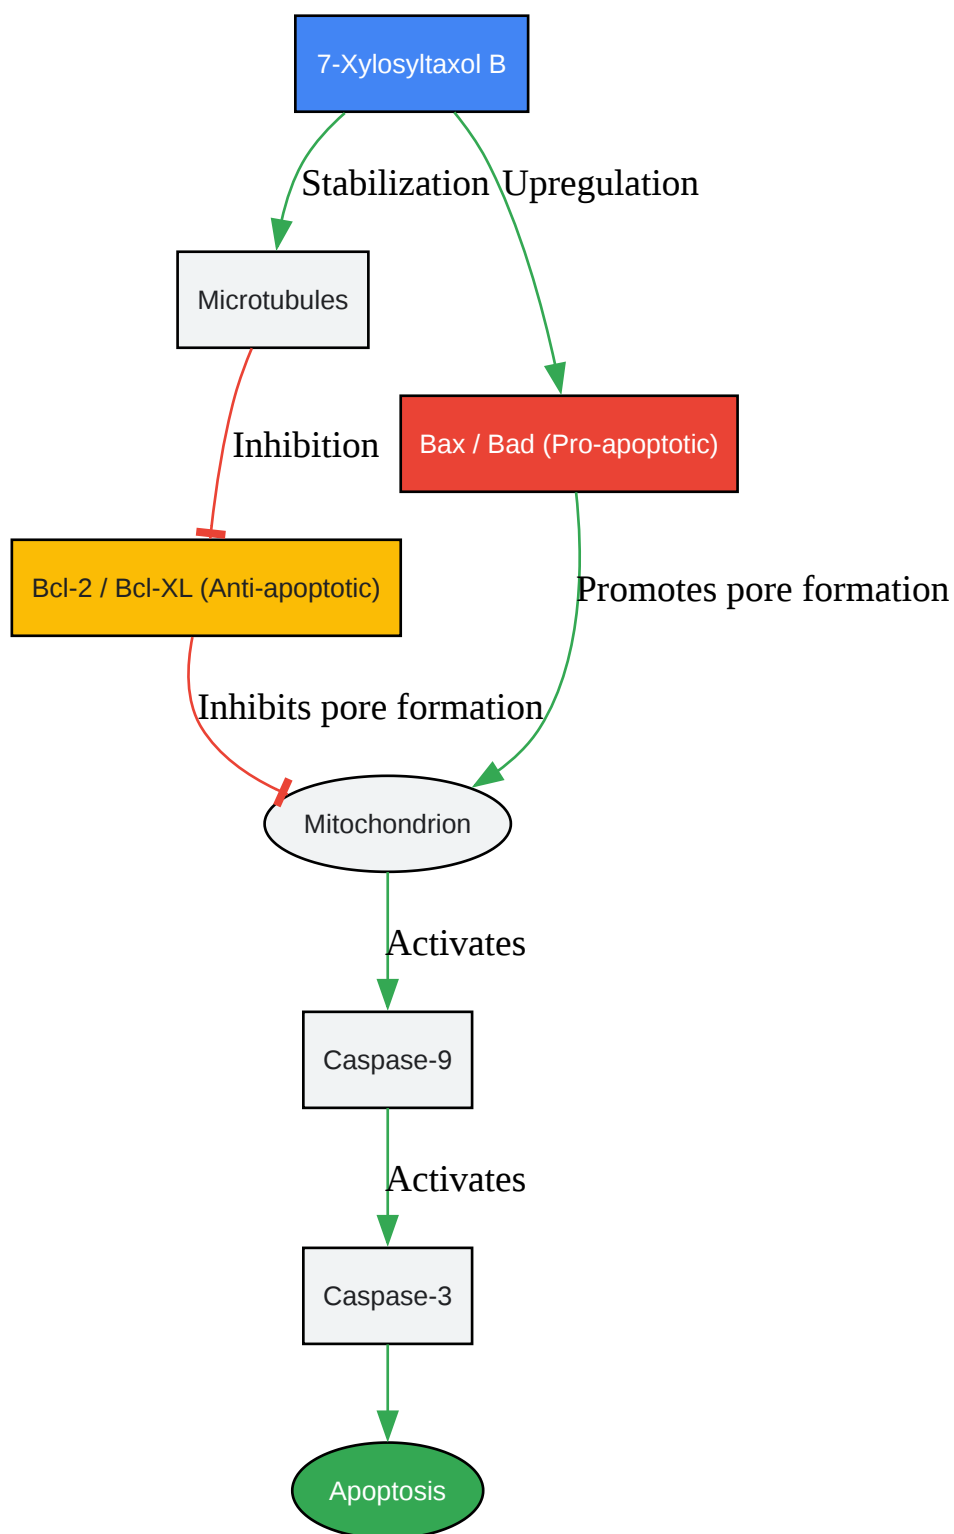 7-Xylosyltaxol B
Stabilization
Upregulation
Microtubules
Inhibition
Bax / Bad (Pro-apoptotic)
Bcl-2 / Bcl-XL (Anti-apoptotic)
Promotes pore formation
Inhibits pore formation
Mitochondrion
Activates
Caspase-9
Activates
Caspase-3
Apoptosis